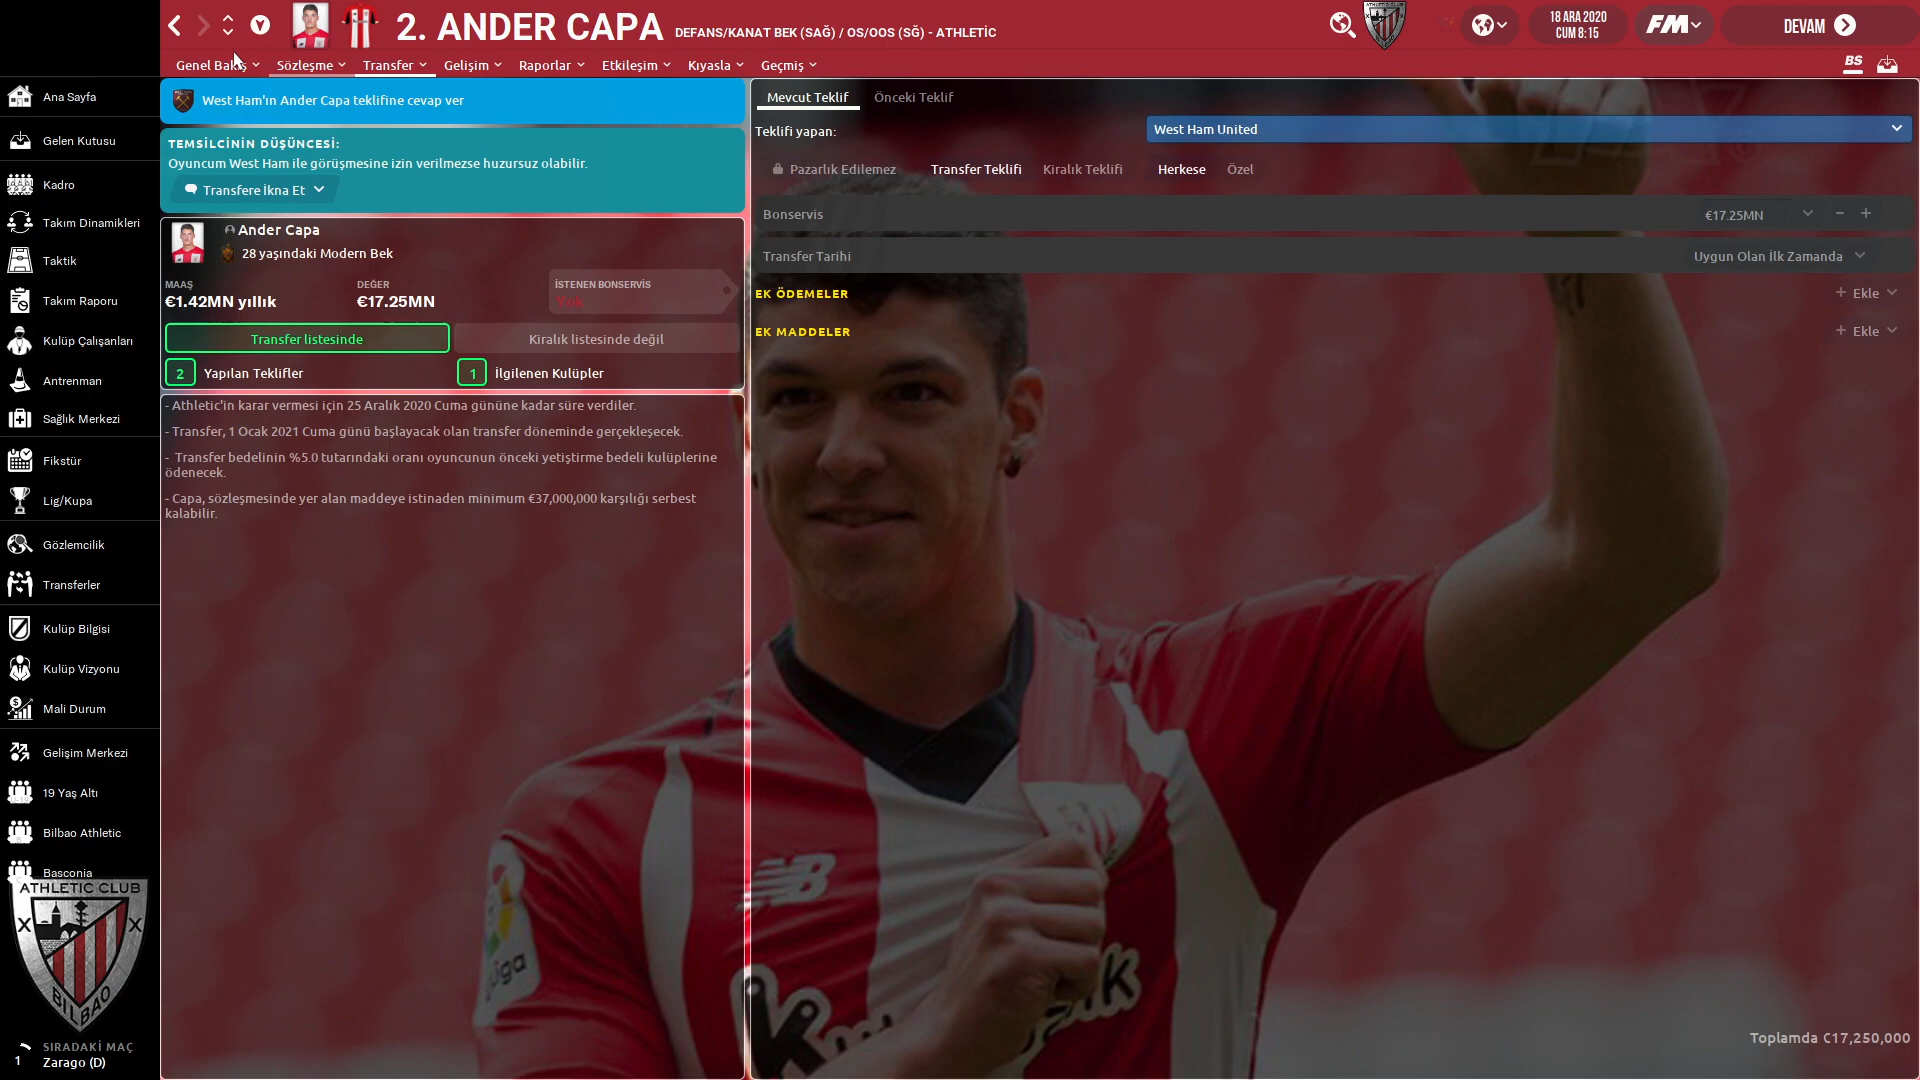 2. ANDER CAPA
DEFANS/KANAT BEK (SAĞ) / OS/OOS (SĞ) - ATHLETİC
18 ARA 2020
CUM 8:15
FM
DEVAM
Genel Bakış
Sözleşme
Transfer
Gelişim
Raporlar
Etkileşim
Kıyasla
Geçmiş
BS
Ana Sayfa
Gelen Kutusu
Kadro
Takım Dinamikleri
Taktik
Takım Raporu
Kulüp Çalışanları
Antrenman
Sağlık Merkezi
Fikstür
Lig/Kupa
Gözlemcilik
Transferler
Kulüp Bilgisi
Kulüp Vizyonu
Mali Durum
Gelişim Merkezi
19 Yaş Altı
Bilbao Athletic
Basconia
ATHLETIC CLUB
BILBAO
1
SIRADAKİ MAÇ
Zarago (D)
West Ham'ın Ander Capa teklifine cevap ver
TEMSİLCİNİN DÜŞÜNCESİ:
Oyuncum West Ham ile görüşmesine izin verilmezse huzursuz olabilir.
Transfere İkna Et
Ander Capa
28 yaşındaki Modern Bek
MAAŞ
€1.42MN yıllık
DEĞER
€17.25MN
İSTENEN BONSERVİS
Yok
Transfer listesinde
Kiralık listesinde değil
2 Yapılan Teklifler
1 İlgilenen Kulüpler
- Athletic'in karar vermesi için 25 Aralık 2020 Cuma gününe kadar süre verdiler.
- Transfer, 1 Ocak 2021 Cuma günü başlayacak olan transfer döneminde gerçekleşecek.
- Transfer bedelinin %5.0 tutarındaki oranı oyuncunun önceki yetiştirme bedeli kulüplerine
ödenecek.
- Capa, sözleşmesinde yer alan maddeye istinaden minimum €37,000,000 karşılığı serbest
kalabilir.
Mevcut Teklif
Önceki Teklif
Teklifi yapan:
West Ham United
Pazarlık Edilemez
Transfer Teklifi
Kiralık Teklifi
Herkese
Özel
Bonservis
€17.25MN
Transfer Tarihi
Uygun Olan İlk Zamanda
EK ÖDEMELER
+ Ekle
EK MADDELER
+ Ekle
Toplamda €17,250,000